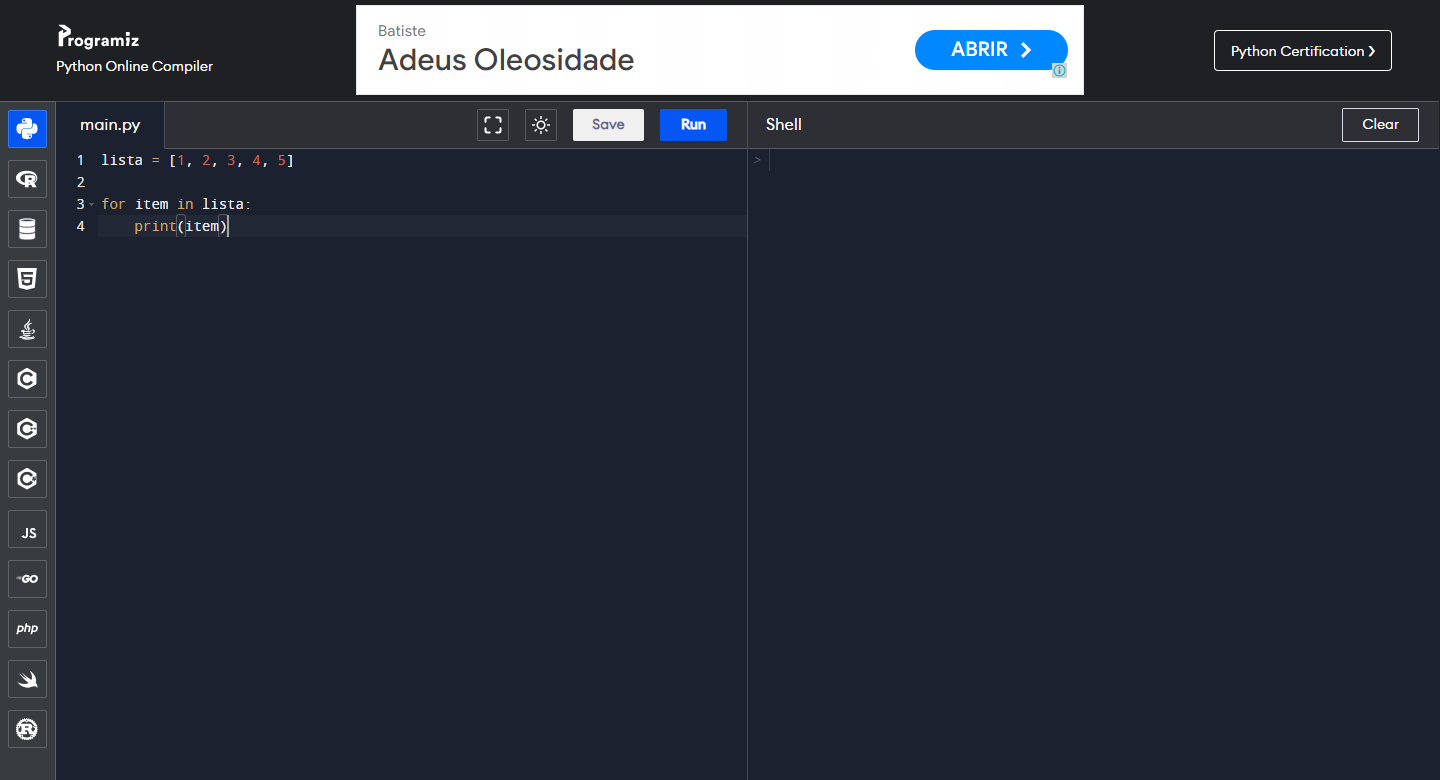 Programiz
Python Online Compiler
Batiste
Adeus Oleosidade
ABRIR
Python Certification
main.py
Save
Run
Shell
Clear
1 lista = [1, 2, 3, 4, 5]
2
3 for item in lista:
4     print(item)
>
R
5
C
C
C
JS
GO
php
R